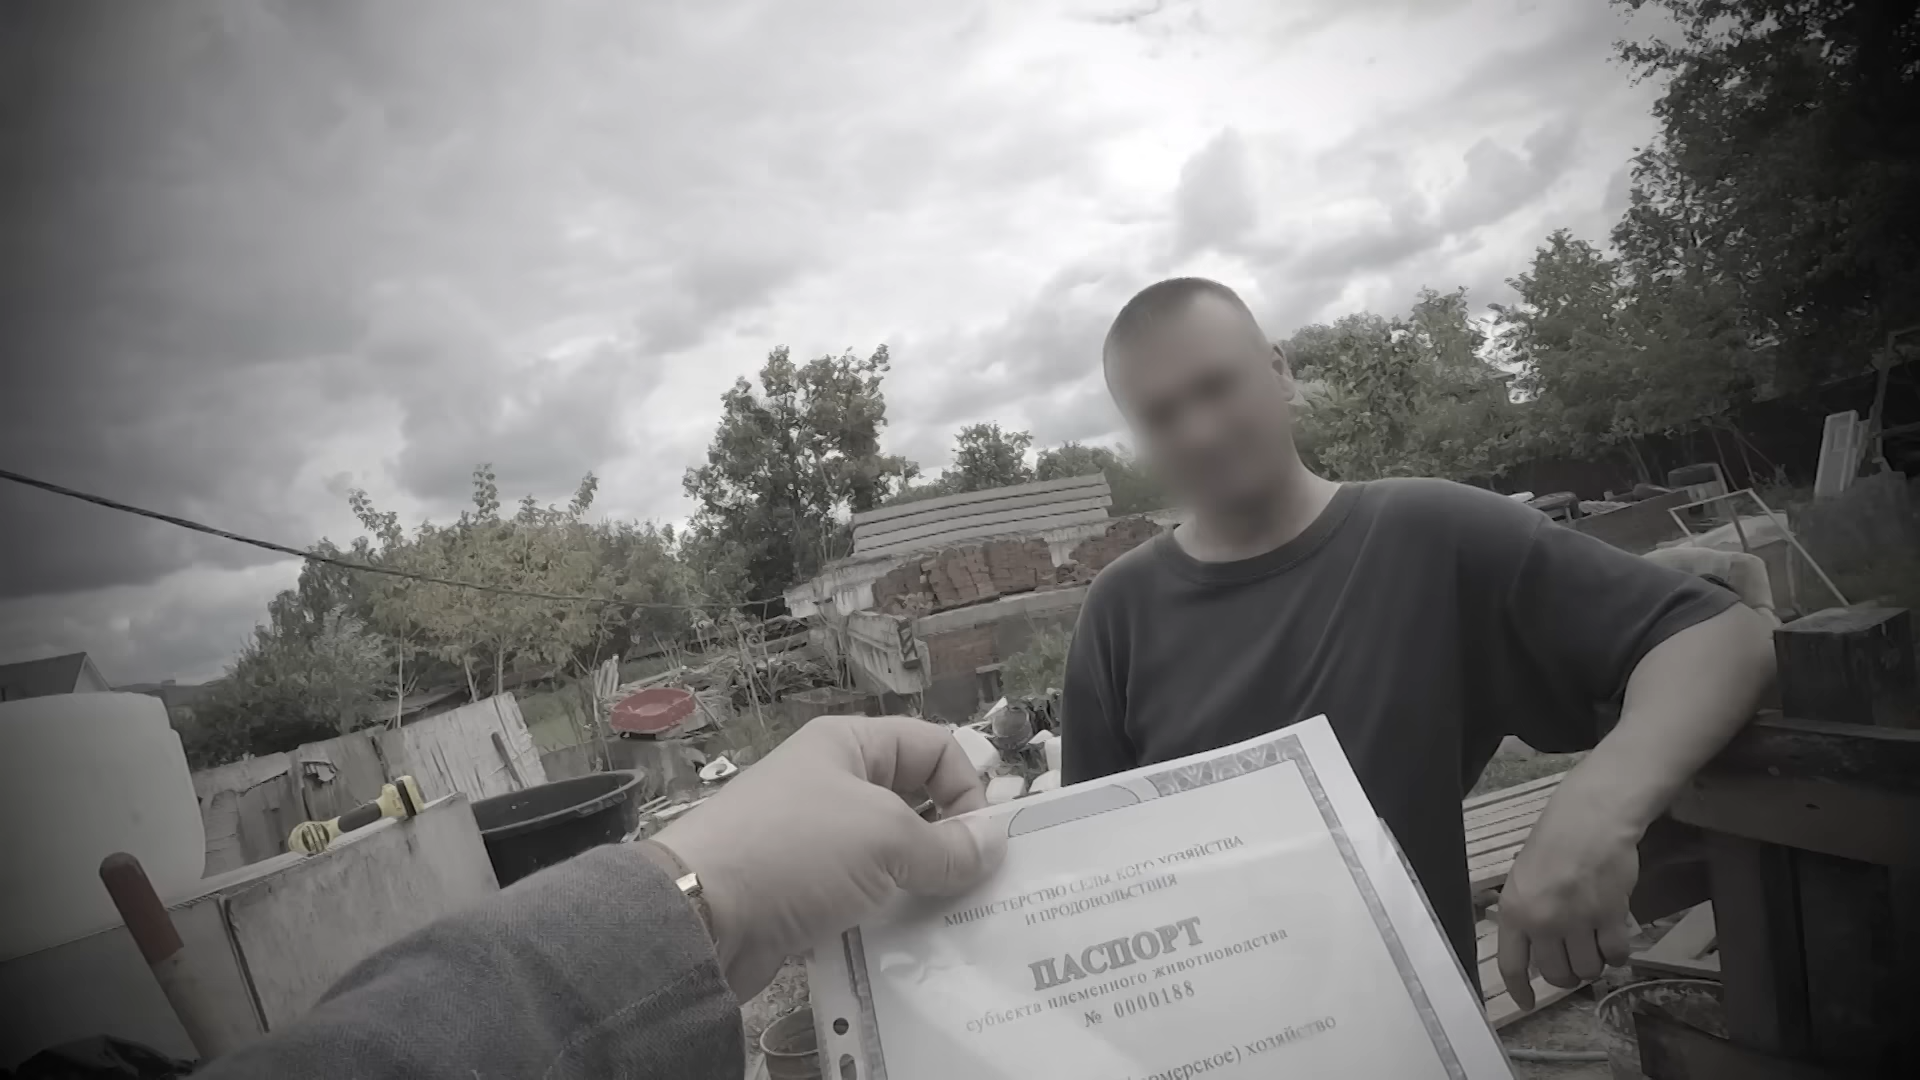 МИНИСТЕРСТВО СЕЛЬСКОГО ХОЗЯЙСТВА
И ПРОДОВОЛЬСТВИЯ
ПАСПОРТ
субъекта племенного животноводства
№ 0000188
хозяйство